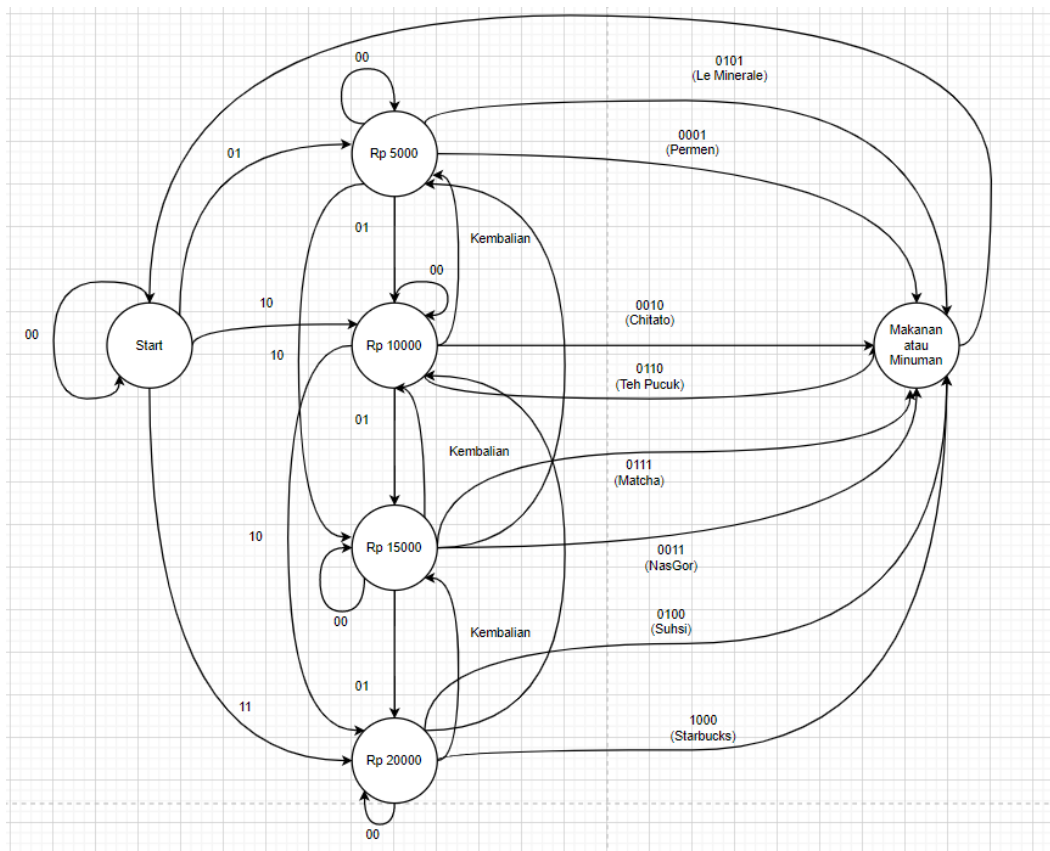 00
0101
(Le Minerale)
0001
(Permen)
01
Rp 5000
01
Kembalian
00
10
00
0010
(Chitato)
00
Start
10
Rp 10000
Makanan
atau
Minuman
0110
(Teh Pucuk)
01
Kembalian
0111
(Matcha)
10
Rp 15000
0011
(NasGor)
00
Kembalian
0100
(Suhsi)
01
11
1000
(Starbucks)
Rp 20000
00